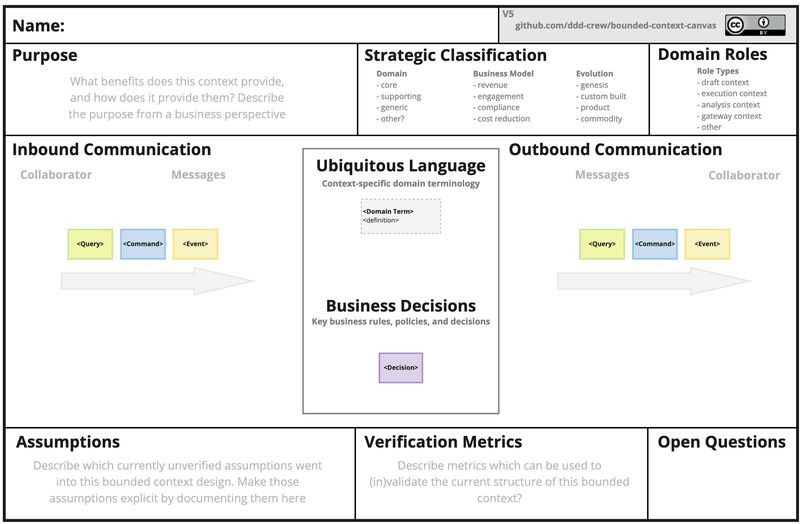 Name:
V5
github.com/ddd-crew/bounded-context-canvas
cc
BY
Purpose
What benefits does this context provide,
and how does it provide them? Describe
the purpose from a business perspective
Strategic Classification
Domain
- core
- supporting
- generic
- other?
Business Model
- revenue
- engagement
- compliance
- cost reduction
Evolution
- genesis
- custom built
- product
- commodity
Domain Roles
Role Types
- draft context
- execution context
- analysis context
- gateway context
- other
Inbound Communication
Collaborator
Messages
<Query>
<Command>
<Event>
Ubiquitous Language
Context-specific domain terminology
<Domain Term>
<definition>
Business Decisions
Key business rules, policies, and decisions
<Decision>
Outbound Communication
Messages
Collaborator
<Query>
<Command>
<Event>
Assumptions
Describe which currently unverified assumptions went
into this bounded context design. Make those
assumptions explicit by documenting them here
Verification Metrics
Describe metrics which can be used to
(in)validate the current structure of this bounded
context?
Open Questions